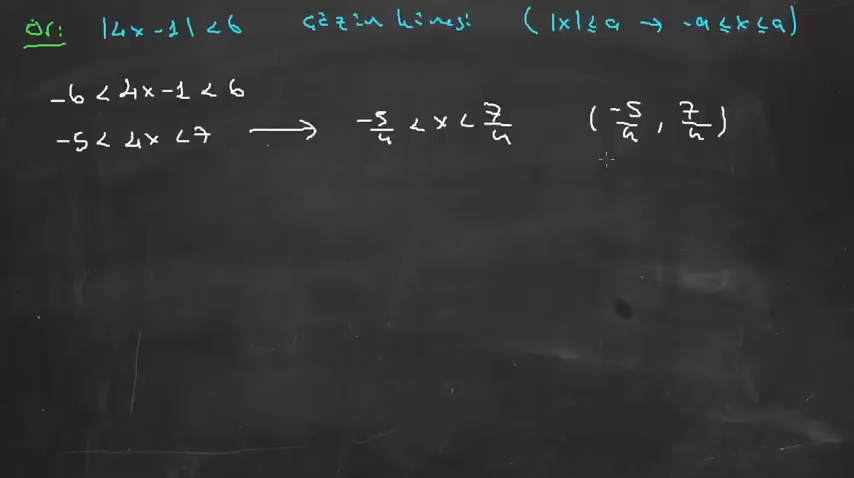 Ör: |4x-1| < 6 çözüm kümesi (|x| ≤ a → -a ≤ x ≤ a)
-6 < 4x-1 < 6
-5 < 4x < 7 → -5/4 < x < 7/4 (-5/4, 7/4)